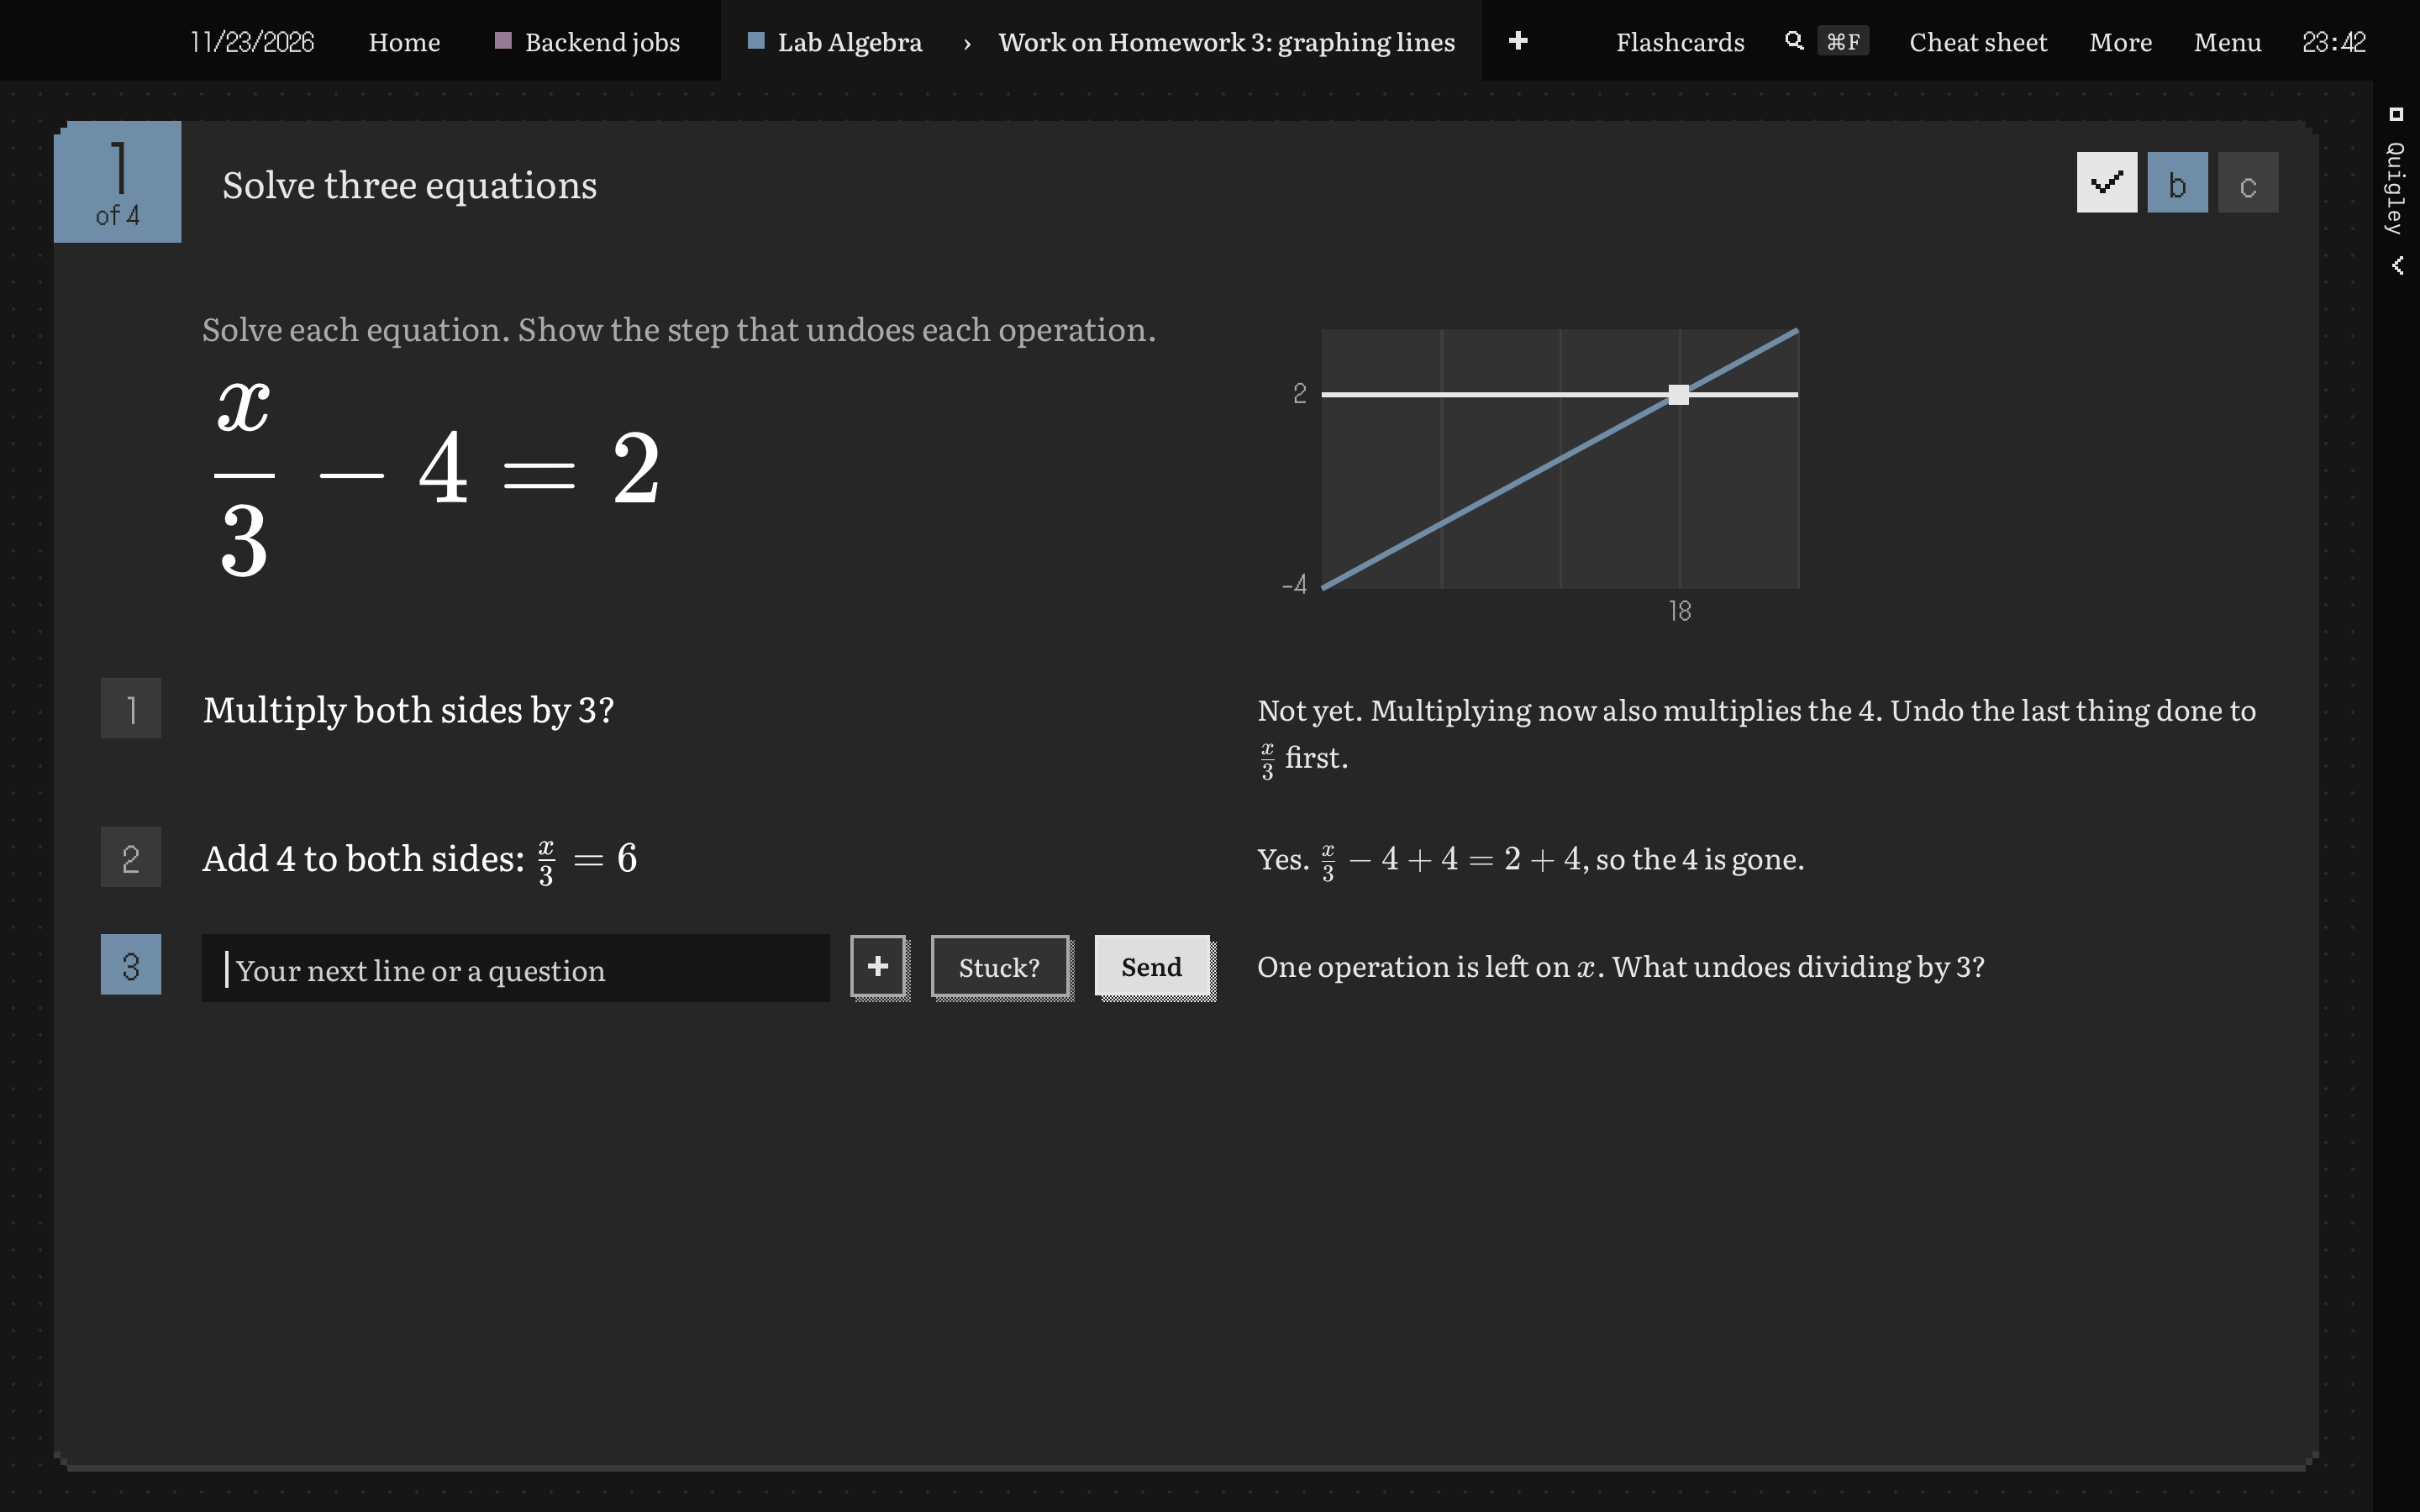 11/23/2026 Home Backend jobs Lab Algebra › Work on Homework 3: graphing lines + Flashcards ⌘F Cheat sheet More Menu 23:42
Quigley
1
of 4
Solve three equations
b c
Solve each equation. Show the step that undoes each operation.
x/3 − 4 = 2
2
-4
18
1 Multiply both sides by 3?
Not yet. Multiplying now also multiplies the 4. Undo the last thing done to
x/3 first.
2 Add 4 to both sides: x/3 = 6
Yes. x/3 − 4 + 4 = 2 + 4, so the 4 is gone.
3 Your next line or a question + Stuck? Send
One operation is left on x. What undoes dividing by 3?